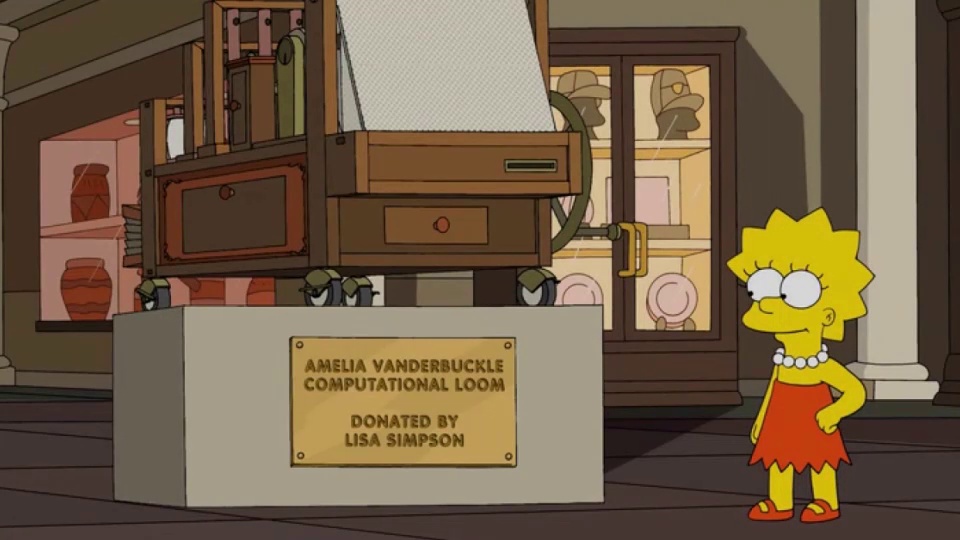 AMELIA VANDERBUCKLE
COMPUTATIONAL LOOM
DONATED BY
LISA SIMPSON